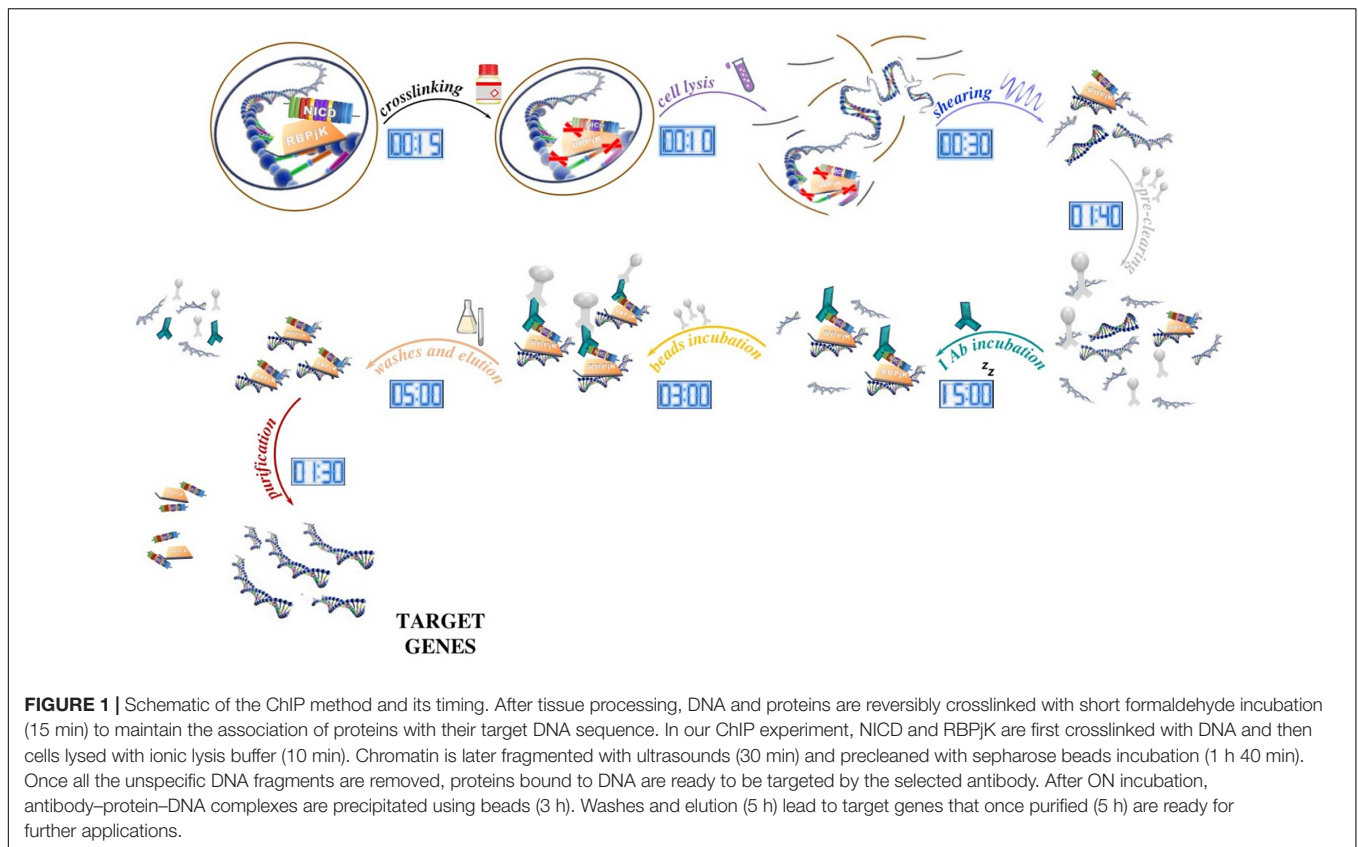 crosslinking
00:15
cell lysis
00:10
shearing
00:30
NICD
RBPjK
pre-clearing
01:40
I Ab incubation
z z
15:00
beads incubation
03:00
washes and elution
05:00
purification
01:30
TARGET
GENES
FIGURE 1 | Schematic of the ChIP method and its timing. After tissue processing, DNA and proteins are reversibly crosslinked with short formaldehyde incubation
(15 min) to maintain the association of proteins with their target DNA sequence. In our ChIP experiment, NICD and RBPjK are first crosslinked with DNA and then
cells lysed with ionic lysis buffer (10 min). Chromatin is later fragmented with ultrasounds (30 min) and precleaned with sepharose beads incubation (1 h 40 min).
Once all the unspecific DNA fragments are removed, proteins bound to DNA are ready to be targeted by the selected antibody. After ON incubation,
antibody–protein–DNA complexes are precipitated using beads (3 h). Washes and elution (5 h) lead to target genes that once purified (5 h) are ready for
further applications.